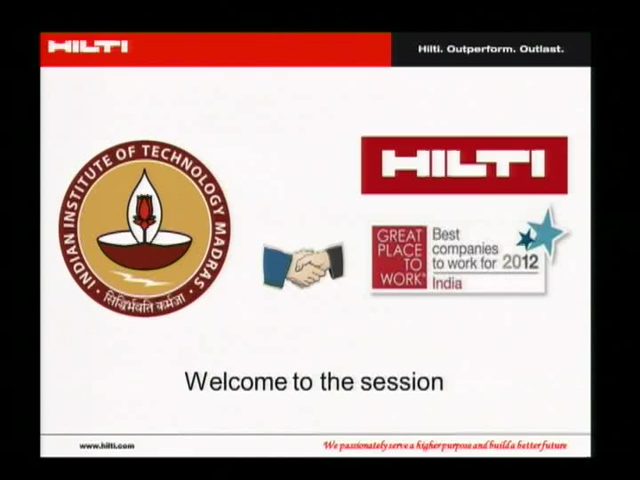 HILTI
Hilti. Outperform. Outlast.
INDIAN INSTITUTE OF TECHNOLOGY MADRAS
सिद्धिर्भवति कर्मजा
HILTI
GREAT
PLACE
TO
WORK®
Best
companies
to work for 2012
India
Welcome to the session
www.hilti.com
We passionately serve a higher purpose and build a better future